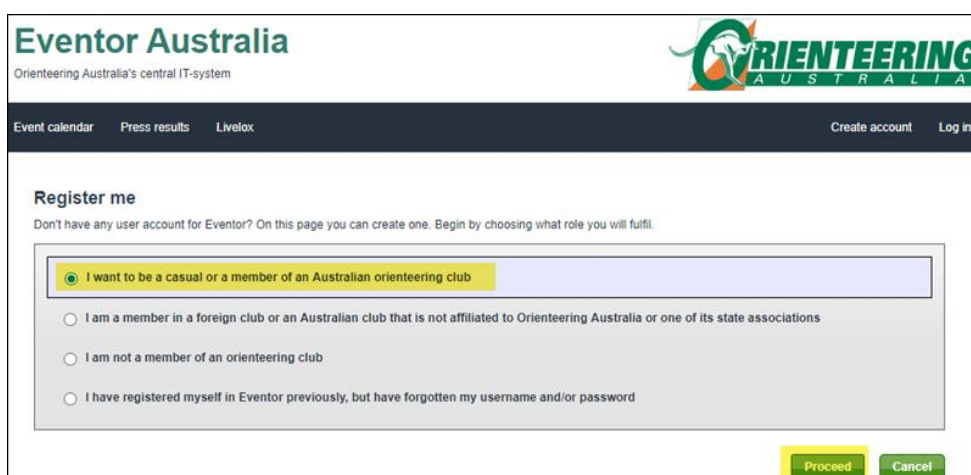 Eventor Australia
Orienteering Australia's central IT-system
ORIENTEERING
AUSTRALIA
Event calendar Press results Livelox Create account Log in
Register me
Don't have any user account for Eventor? On this page you can create one. Begin by choosing what role you will fulfil.
I want to be a casual or a member of an Australian orienteering club
I am a member in a foreign club or an Australian club that is not affiliated to Orienteering Australia or one of its state associations
I am not a member of an orienteering club
I have registered myself in Eventor previously, but have forgotten my username and/or password
Proceed Cancel